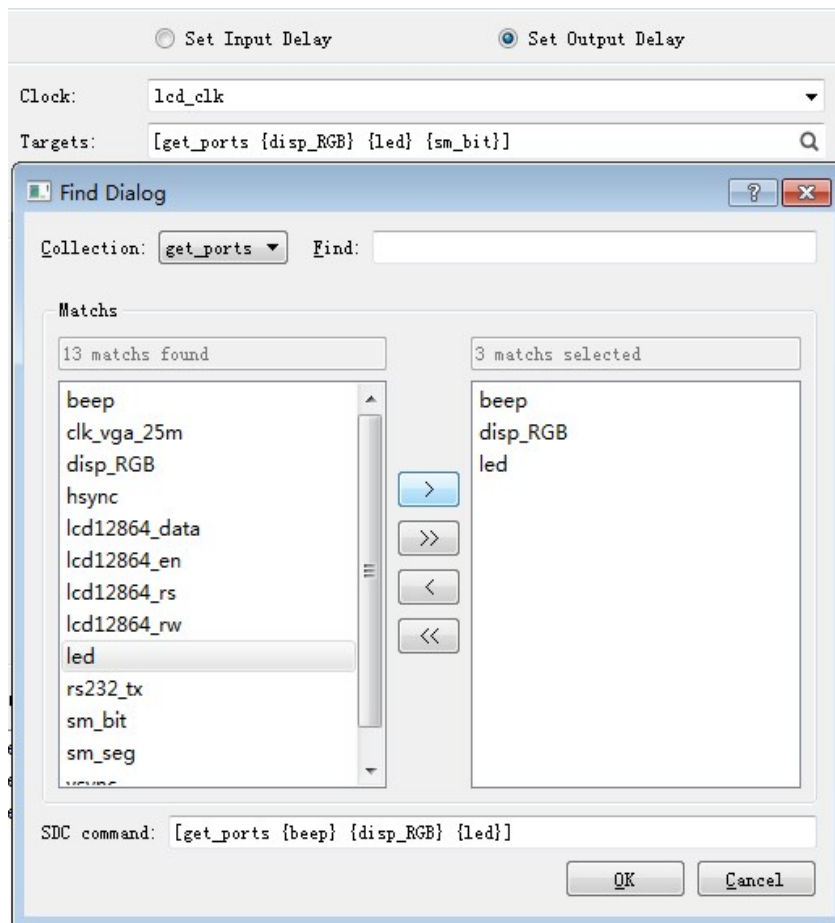 Set Input Delay Set Output Delay
Clock: lcd_clk
Targets: [get_ports {disp_RGB} {led} {sm_bit}]
Find Dialog
Collection: get_ports Find:
Matchs
13 matchs found 3 matchs selected
beep beep
clk_vga_25m disp_RGB
disp_RGB led
hsync
lcd12864_data
lcd12864_en
lcd12864_rs
lcd12864_rw
led
rs232_tx
sm_bit
sm_seg
> 
>>
<
<<
SDC command: [get_ports {beep} {disp_RGB} {led}]
OK Cancel